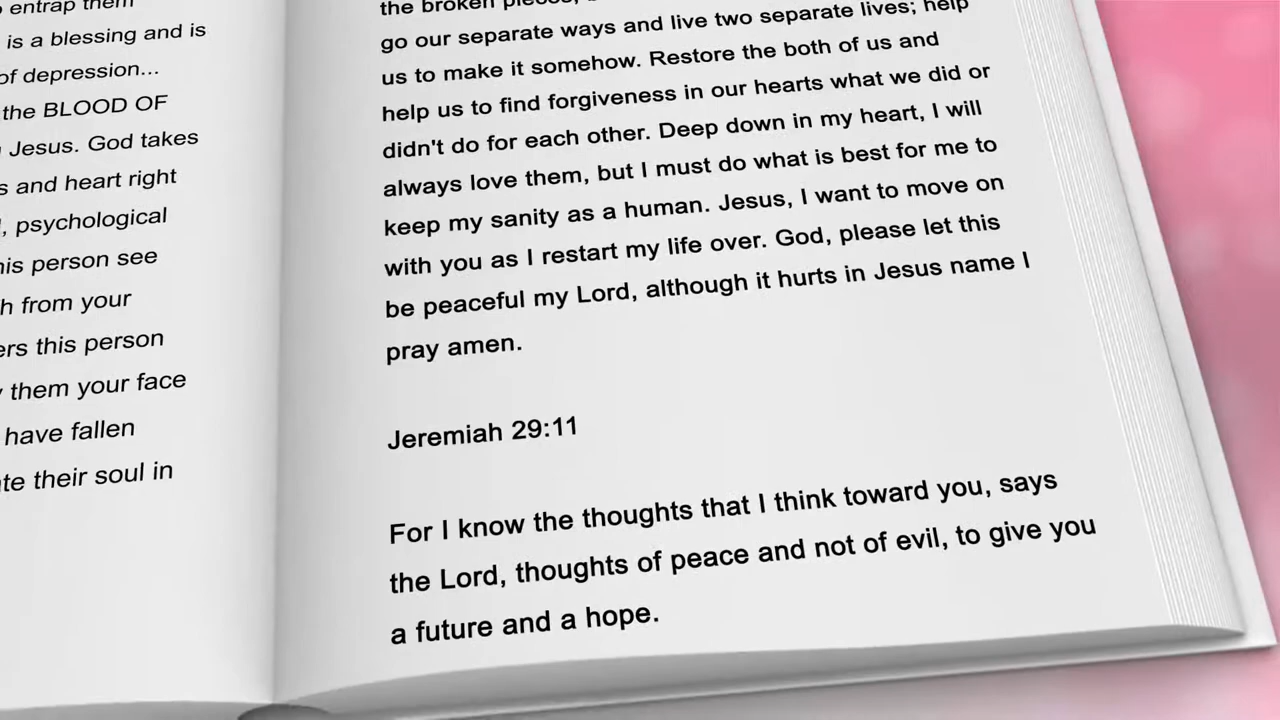 entrap them
is a blessing and is
of depression...
the BLOOD OF
Jesus. God takes
and heart right
psychological
person see
from your
this person
them your face
have fallen
their soul in
the broken pieces,
go our separate ways and live two separate lives; help
us to make it somehow. Restore the both of us and
help us to find forgiveness in our hearts what we did or
didn't do for each other. Deep down in my heart, I will
always love them, but I must do what is best for me to
keep my sanity as a human. Jesus, I want to move on
with you as I restart my life over. God, please let this
be peaceful my Lord, although it hurts in Jesus name I
pray amen.
Jeremiah 29:11
For I know the thoughts that I think toward you, says
the Lord, thoughts of peace and not of evil, to give you
a future and a hope.